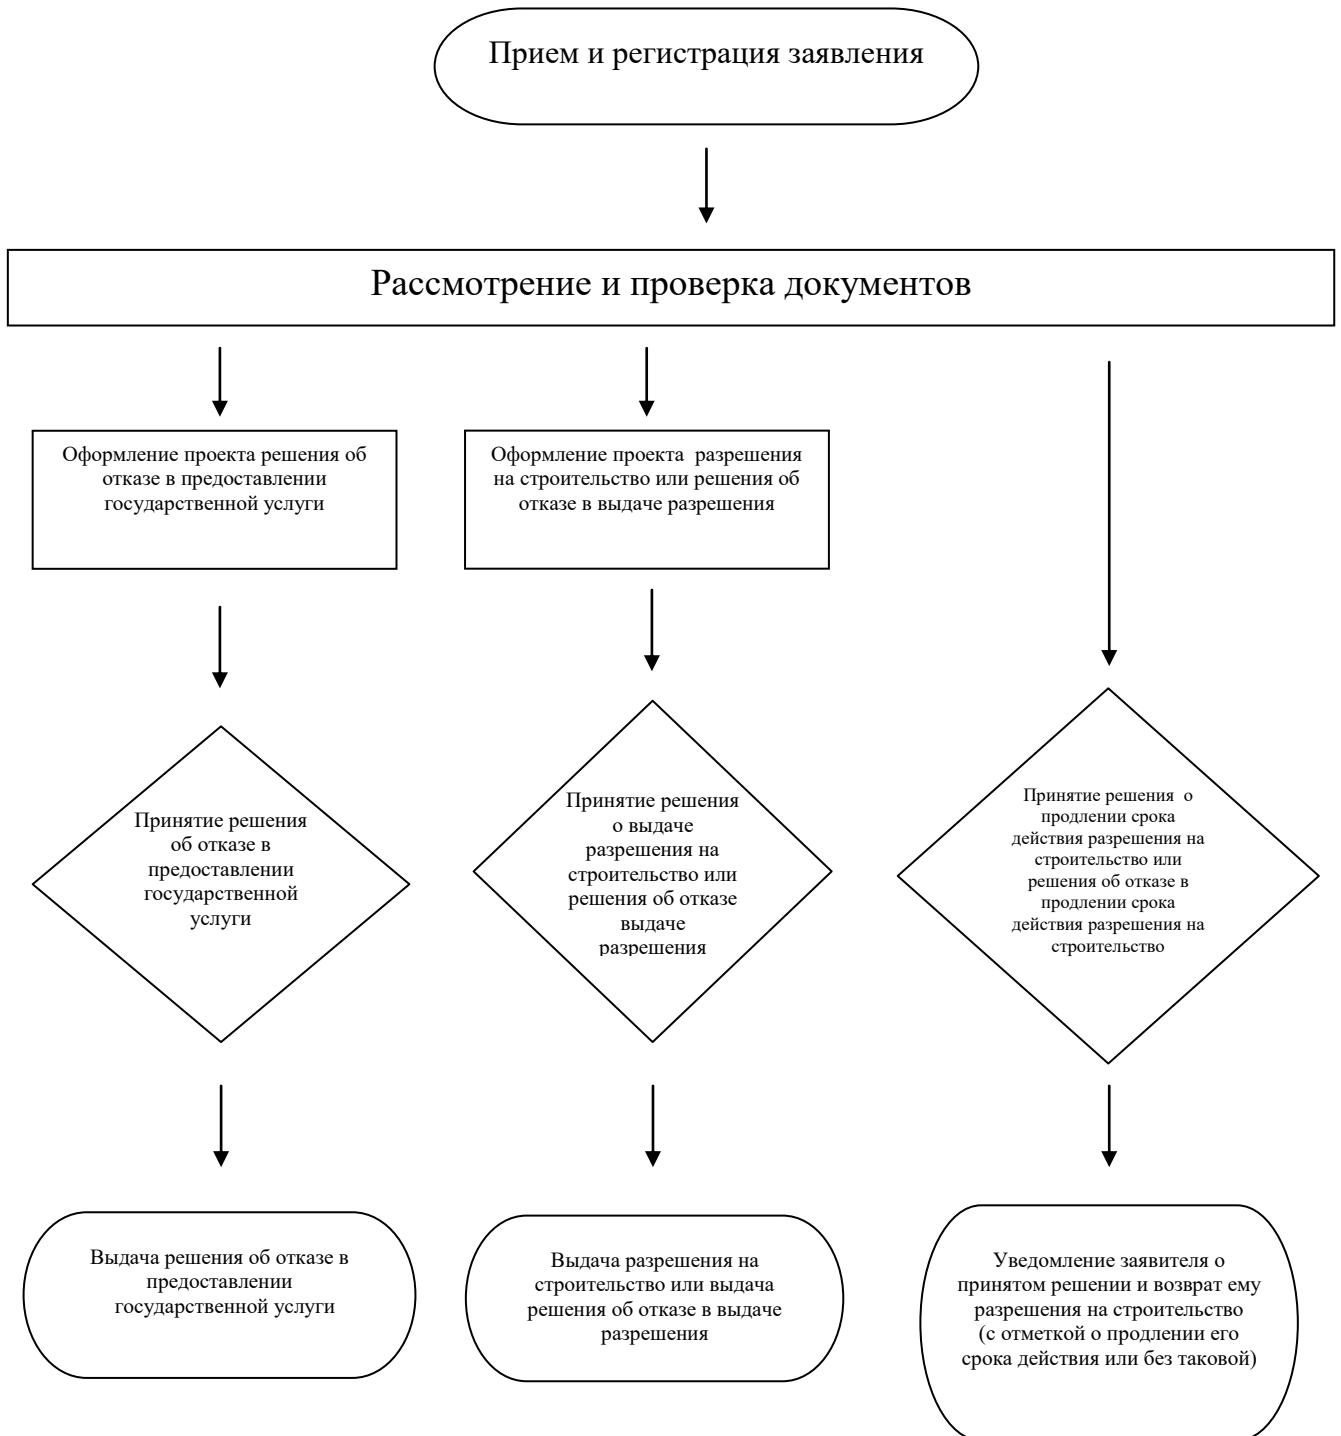 Прием и регистрация заявления
Рассмотрение и проверка документов
Оформление проекта решения об
отказе в предоставлении
государственной услуги
Оформление проекта  разрешения
на строительство или решения об
отказе в выдаче разрешения
Принятие решения
об отказе в
предоставлении
государственной
услуги
Принятие решения
о выдаче
разрешения на
строительство или
решения об отказе
выдаче
разрешения
Принятие решения  о
продлении срока
действия разрешения на
строительство или
решения об отказе в
продлении срока
действия разрешения на
строительство
Выдача решения об отказе в
предоставлении
государственной услуги
Выдача разрешения на
строительство или выдача
решения об отказе в выдаче
разрешения
Уведомление заявителя о
принятом решении и возврат ему
разрешения на строительство
(с отметкой о продлении его
срока действия или без таковой)